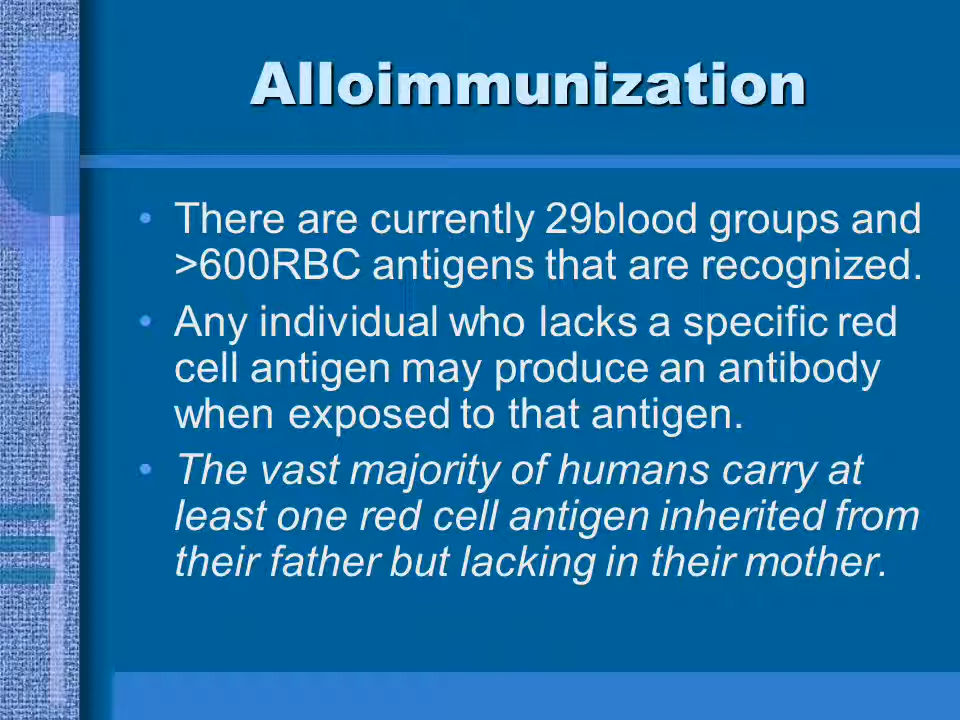 Alloimmunization
• There are currently 29blood groups and
>600RBC antigens that are recognized.
• Any individual who lacks a specific red
cell antigen may produce an antibody
when exposed to that antigen.
• The vast majority of humans carry at
least one red cell antigen inherited from
their father but lacking in their mother.